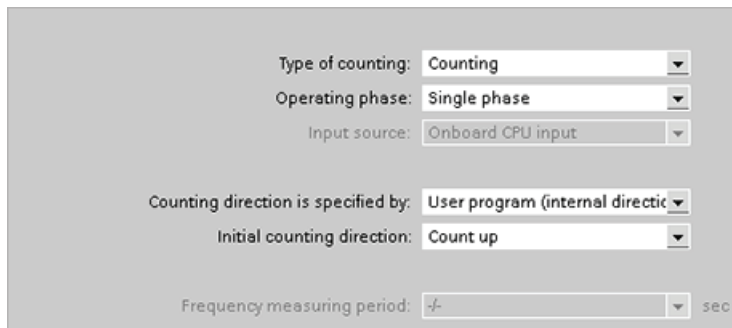 Type of counting: Counting
Operating phase: Single phase
Input source: Onboard CPU input
Counting direction is specified by: User program (internal directic
Initial counting direction: Count up
Frequency measuring period: -/- sec